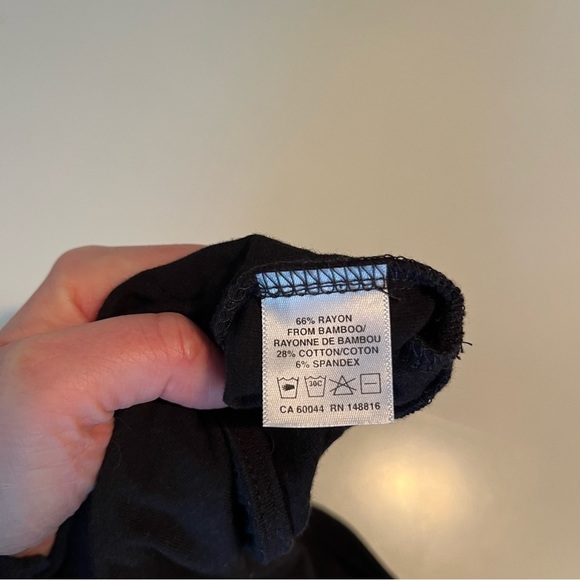 66% RAYON
FROM BAMBOO/
RAYONNE DE BAMBOU
28% COTTON/COTON
6% SPANDEX
30C
CA 60044 RN 148816